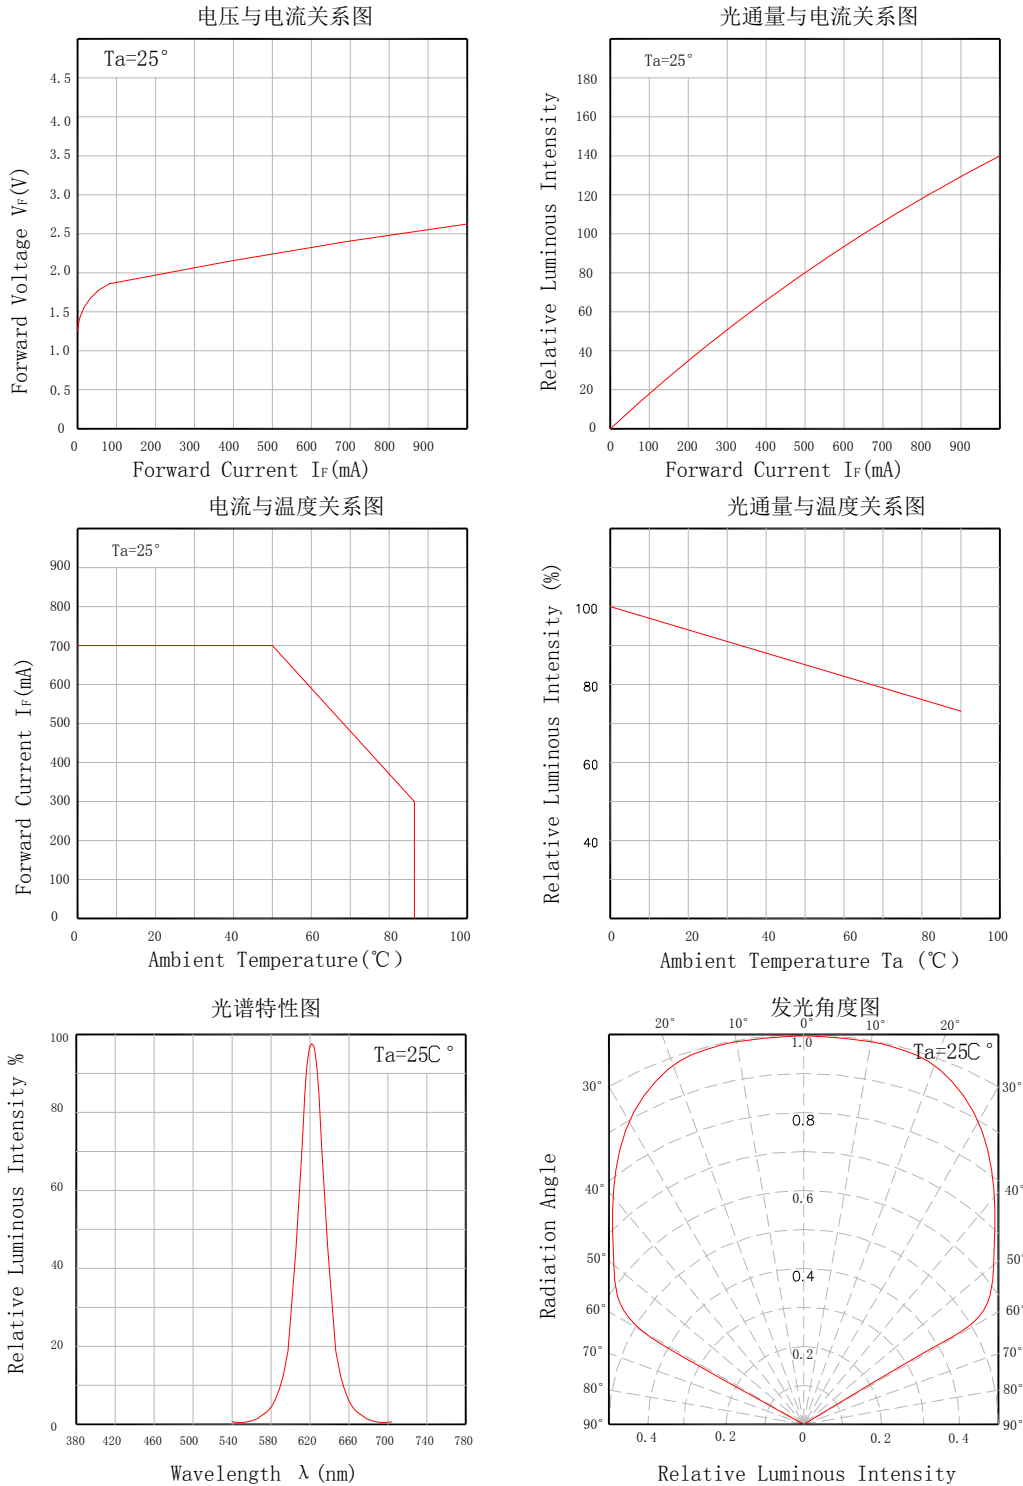 电压与电流关系图
Ta=25°
4.5
4.0
3.5
3.0
2.5
2.0
1.5
1.0
0.5
0
0 100 200 300 400 500 600 700 800 900
Forward Voltage VF(V)
Forward Current IF(mA)
光通量与电流关系图
Ta=25°
180
160
140
120
100
80
60
40
20
0
0 100 200 300 400 500 600 700 800 900
Relative Luminous Intensity
Forward Current IF(mA)
电流与温度关系图
Ta=25°
900
800
700
600
500
400
300
200
100
0
0 20 40 60 80 100
Forward Current IF(mA)
Ambient Temperature(℃)
光通量与温度关系图
100
80
60
40
0 20 40 60 80 100
Relative Luminous Intensity (%)
Ambient Temperature Ta (℃)
光谱特性图
Ta=25C °
100
80
60
40
20
0
380 420 460 500 540 580 620 660 700 740 780
Relative Luminous Intensity %
Wavelength λ (nm)
发光角度图
20° 10° 0° 10° 20°
Ta=25C °
1.0
30° 30°
0.8
40° 0.6 40°
50° 50°
0.4
60° 60°
70° 0.2 70°
80° 80°
90° 90°
0.4 0.2 0 0.2 0.4
Radiation Angle
Relative Luminous Intensity